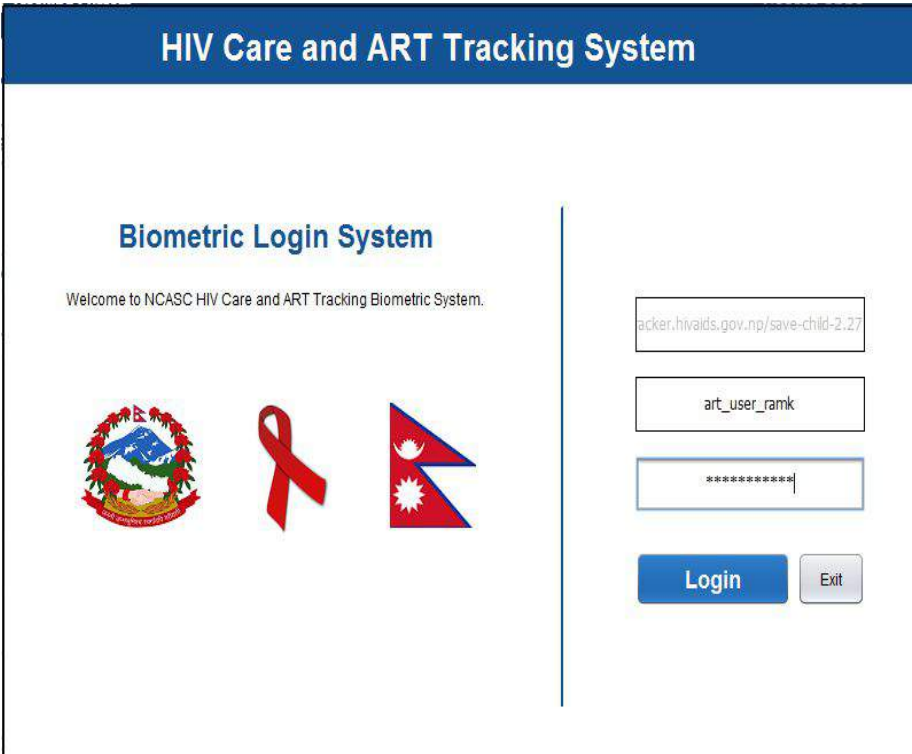 HIV Care and ART Tracking System
Biometric Login System
Welcome to NCASC HIV Care and ART Tracking Biometric System.
acker.hivaids.gov.np/save-child-2.27
art_user_ramk
***********
Login
Exit